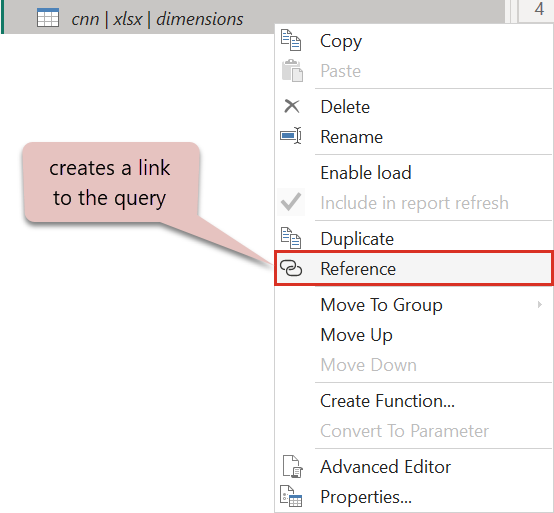 cnn | xlsx | dimensions
4
Copy
Paste
Delete
Rename
Enable load
Include in report refresh
creates a link
to the query
Duplicate
Reference
Move To Group
Move Up
Move Down
Create Function...
Convert To Parameter
Advanced Editor
Properties...